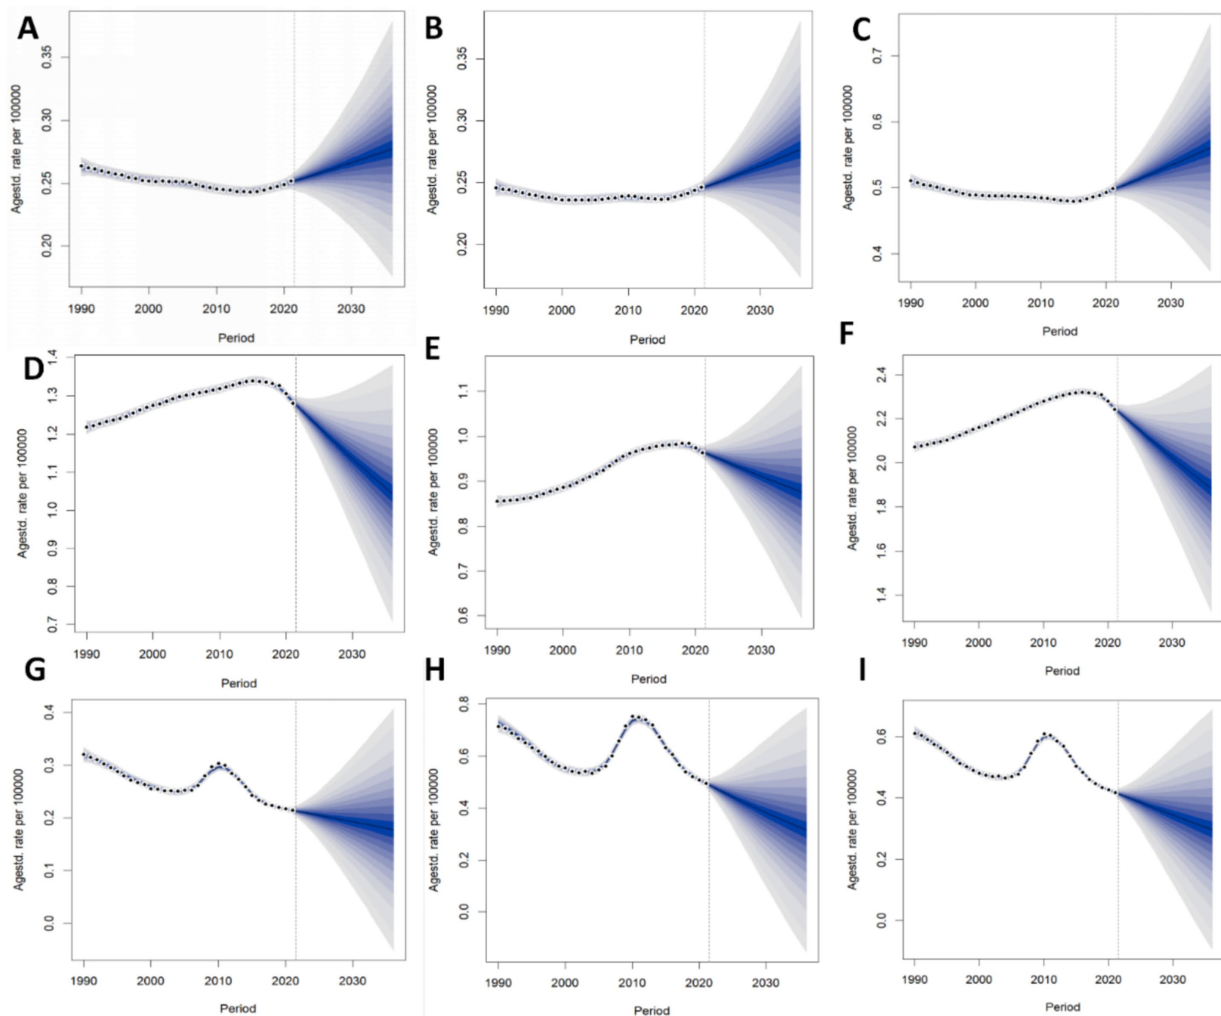 A
Agestd. rate per 100000
0.35
0.30
0.25
0.20
1990 2000 2010 2020 2030
Period
B
Agestd. rate per 100000
0.35
0.30
0.25
0.20
1990 2000 2010 2020 2030
Period
C
Agestd. rate per 100000
0.7
0.6
0.5
0.4
1990 2000 2010 2020 2030
Period
D
Agestd. rate per 100000
1.4
1.3
1.2
1.1
1.0
0.9
0.8
0.7
1990 2000 2010 2020 2030
Period
E
Agestd. rate per 100000
1.1
1.0
0.9
0.8
0.7
0.6
1990 2000 2010 2020 2030
Period
F
Agestd. rate per 100000
2.4
2.2
2.0
1.8
1.6
1.4
1990 2000 2010 2020 2030
Period
G
Agestd. rate per 100000
0.4
0.3
0.2
0.1
0.0
1990 2000 2010 2020 2030
Period
H
Agestd. rate per 100000
0.8
0.6
0.4
0.2
0.0
1990 2000 2010 2020 2030
Period
I
Agestd. rate per 100000
0.6
0.4
0.2
0.0
1990 2000 2010 2020 2030
Period